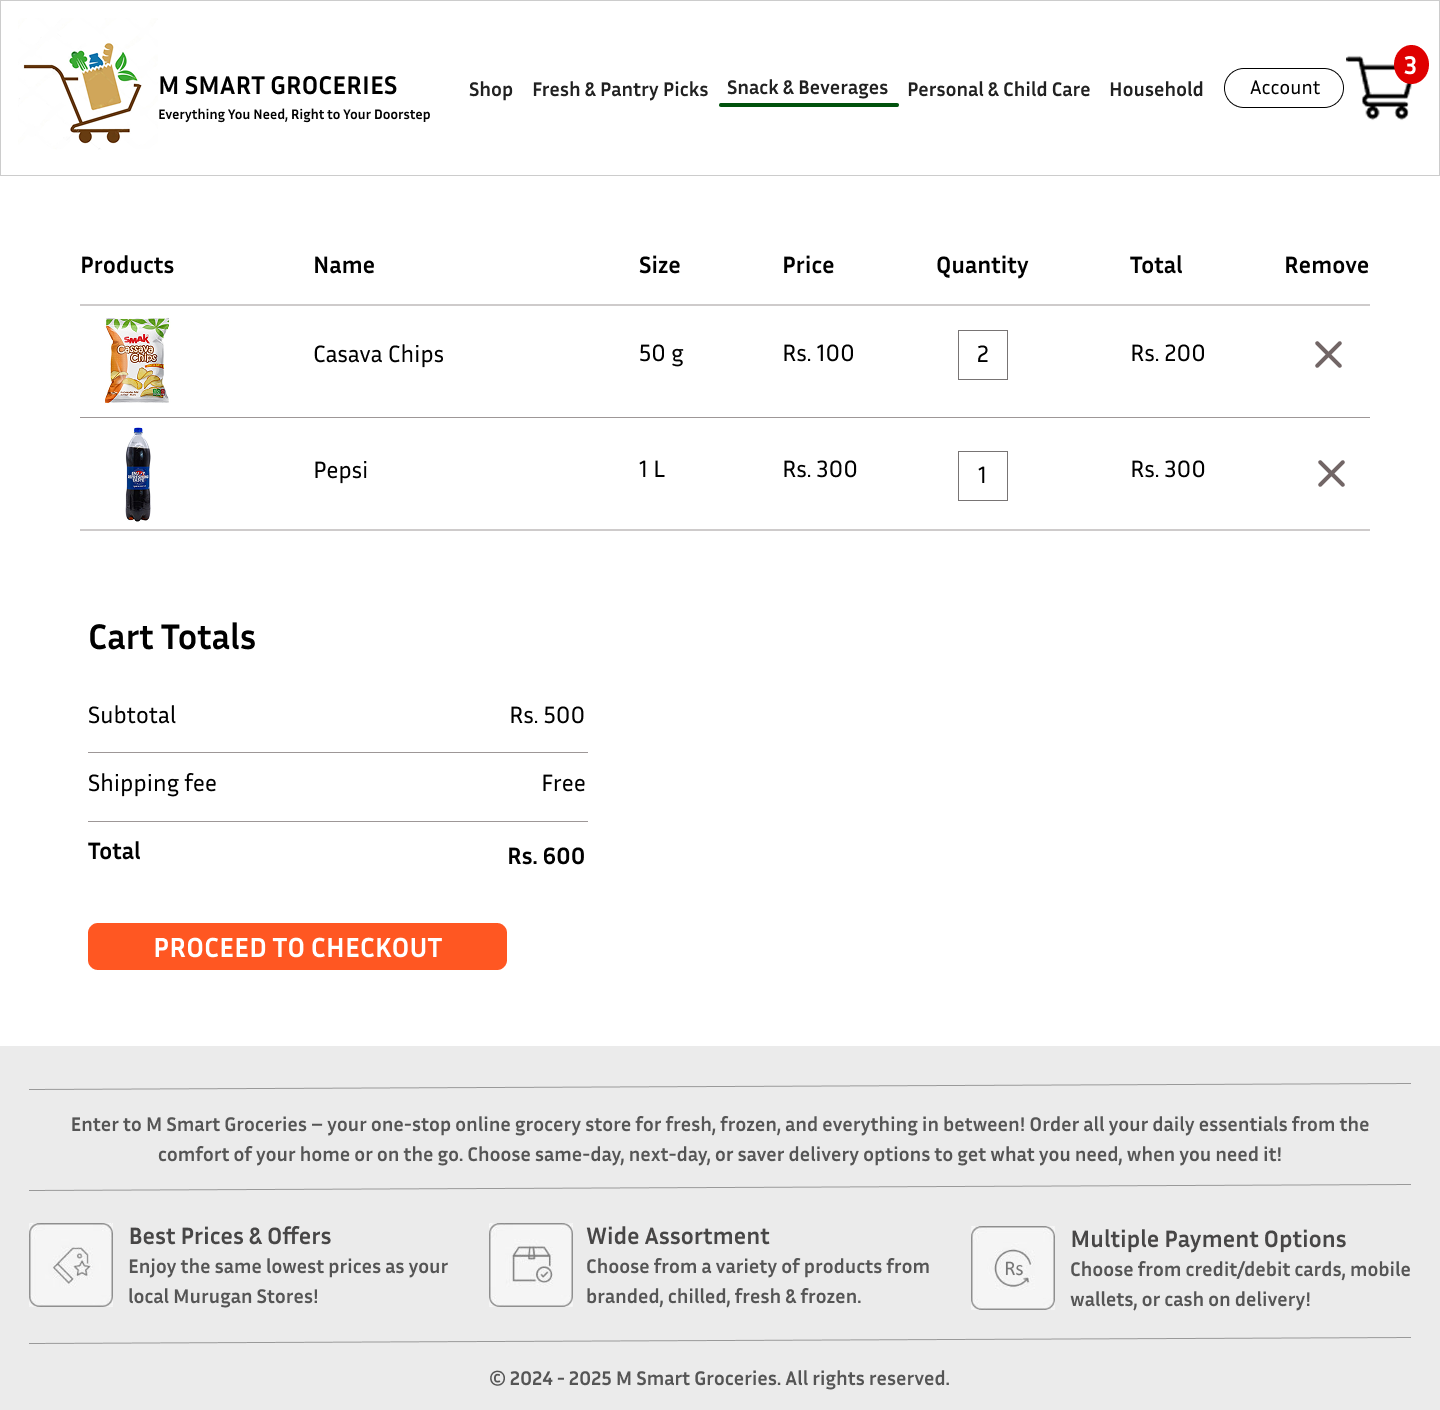 M SMART GROCERIES
Everything You Need, Right to Your Doorstep
Shop Fresh & Pantry Picks Snack & Beverages Personal & Child Care Household Account 3
Products Name Size Price Quantity Total Remove
SMAK
Cassava
Chips
Casava Chips 50 g Rs. 100 2 Rs. 200
Pepsi 1 L Rs. 300 1 Rs. 300
Cart Totals
Subtotal Rs. 500
Shipping fee Free
Total Rs. 600
PROCEED TO CHECKOUT
Enter to M Smart Groceries – your one-stop online grocery store for fresh, frozen, and everything in between! Order all your daily essentials from the
comfort of your home or on the go. Choose same-day, next-day, or saver delivery options to get what you need, when you need it!
Best Prices & Offers
Enjoy the same lowest prices as your
local Murugan Stores!
Wide Assortment
Choose from a variety of products from
branded, chilled, fresh & frozen.
Rs
Multiple Payment Options
Choose from credit/debit cards, mobile
wallets, or cash on delivery!
© 2024 - 2025 M Smart Groceries. All rights reserved.